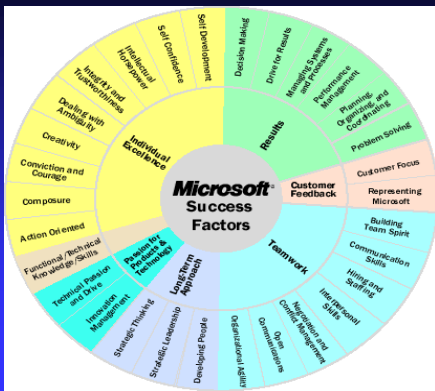 Microsoft®
Success
Factors
Results
Decision Making
Drive for Results
Managing Systems
and Processes
Performance
Management
Planning,
Organizing, and
Coordinating
Problem Solving
Customer
Feedback
Customer Focus
Representing
Microsoft
Teamwork
Building
Team Spirit
Communication
Skills
Hiring and
Staffing
Interpersonal
Skills
Negotiation and
Conflict Management
Open
Communications
Organizational Agility
Long-Term
Approach
Developing People
Strategic Leadership
Strategic Thinking
Passion for
Products &
Technology
Innovation
Management
Technical Passion
and Drive
Functional/Technical
Knowledge/Skills
Individual
Excellence
Action Oriented
Composure
Conviction and
Courage
Creativity
Dealing with
Ambiguity
Integrity and
Trustworthiness
Intellectual
Horsepower
Self Confidence
Self Development